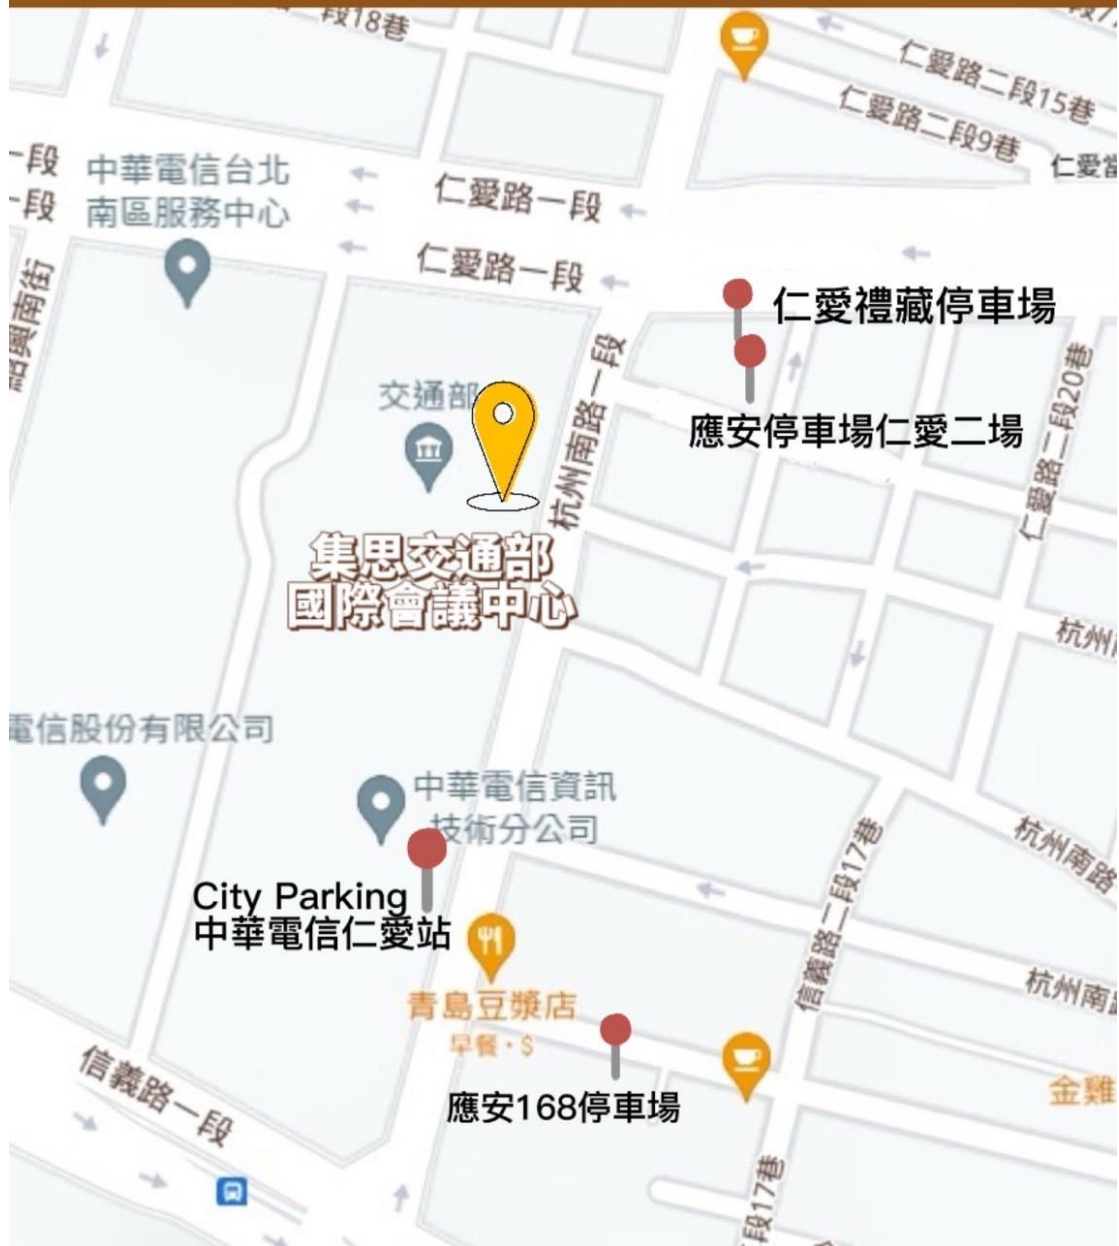 段18巷
仁愛路二段15巷
仁愛路二段9巷
一段
一段
中華電信台北
南區服務中心
仁愛路一段
仁愛路一段
仁愛禮藏停車場
應安停車場仁愛二場
仁愛路二段20巷
杭州南路一段
交通部
集思交通部
國際會議中心
電信股份有限公司
中華電信資訊
技術分公司
City Parking
中華電信仁愛站
信義路二段17巷
杭州南路
杭州南
青島豆漿店
早餐・$
應安168停車場
信義路一段
金雞
段17巷